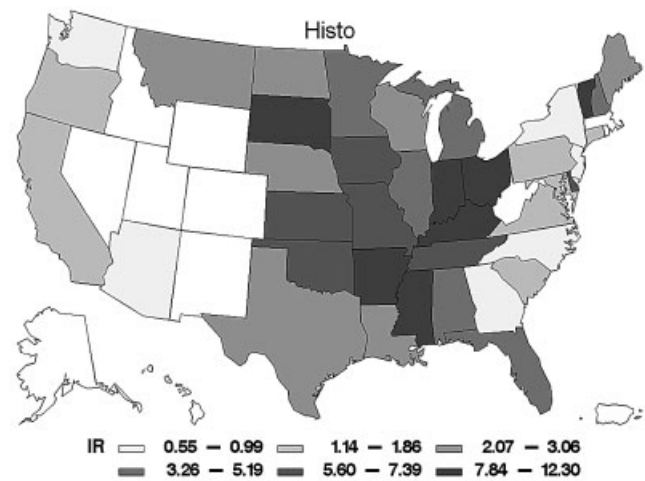 Histo
IR 0.55 – 0.99 1.14 – 1.86 2.07 – 3.06
3.26 – 5.19 5.60 – 7.39 7.84 – 12.30